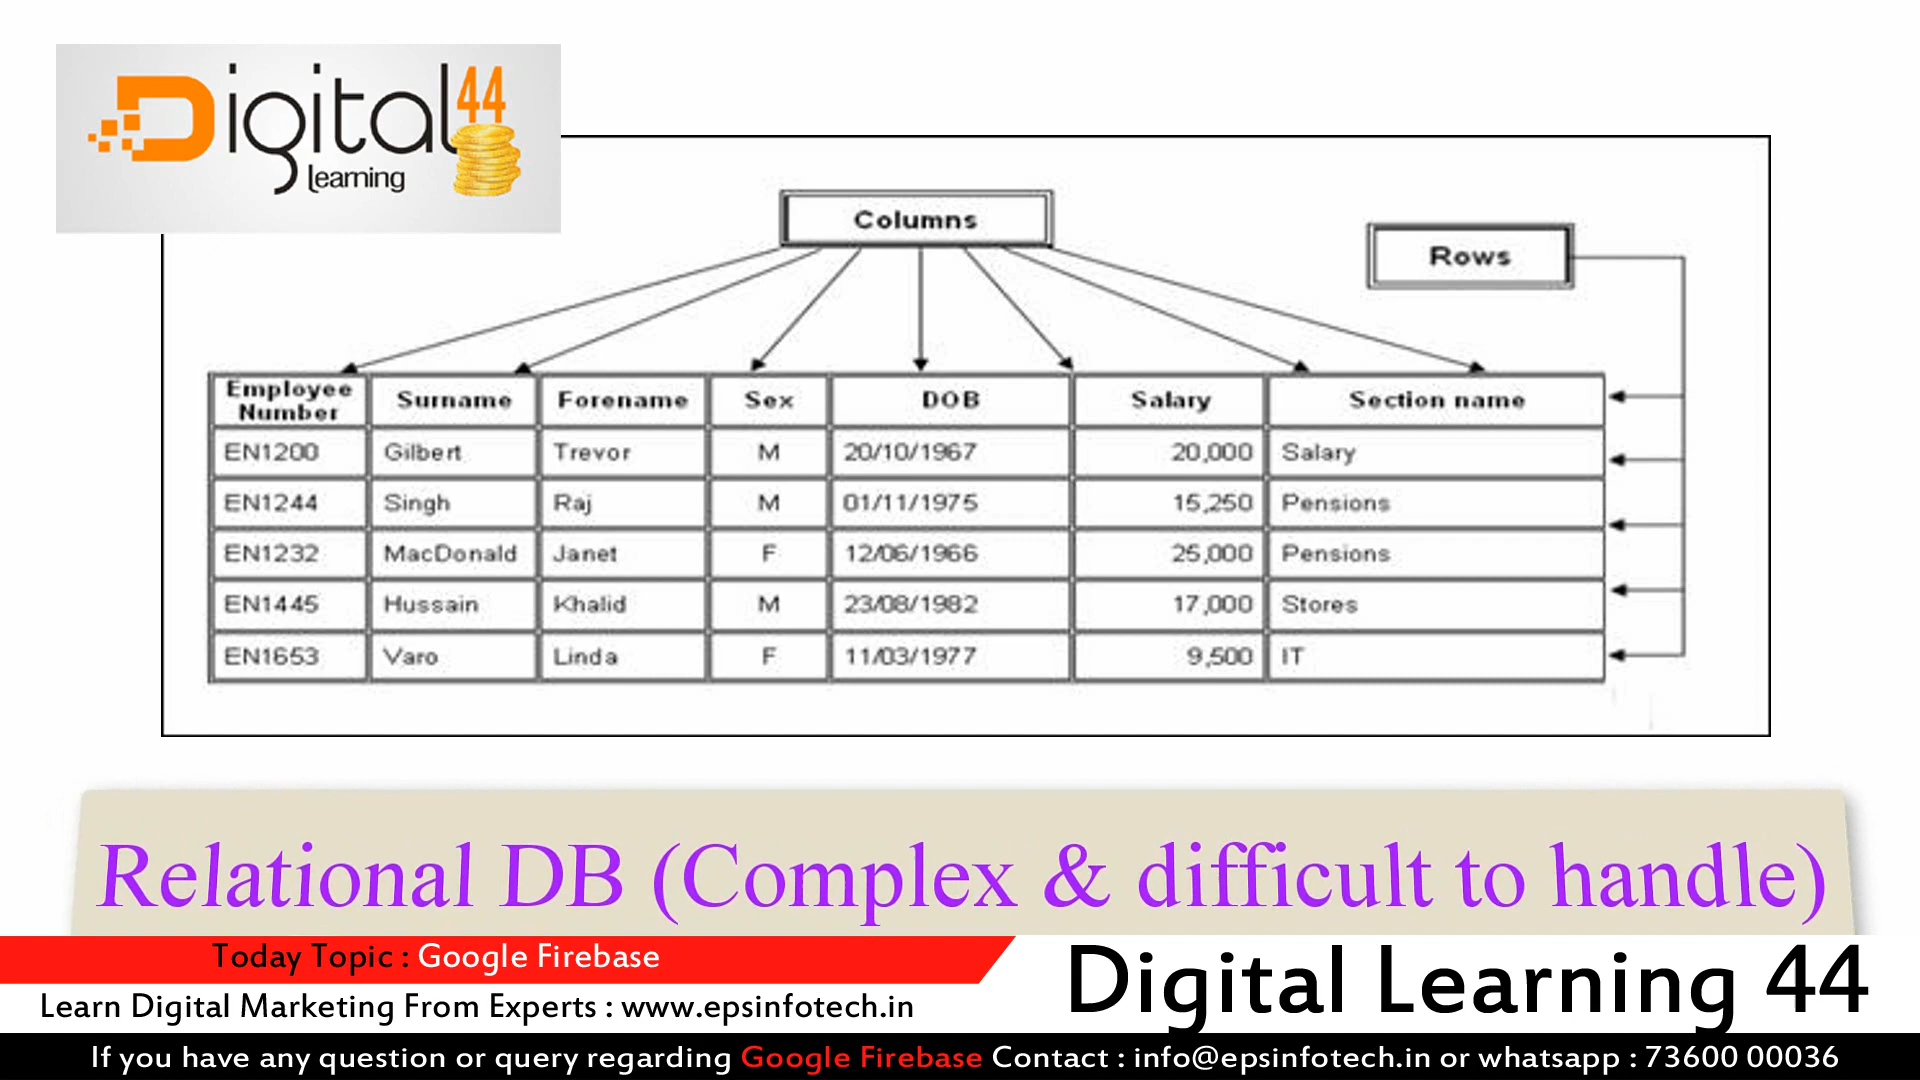 Digital 44
Learning
Columns
Rows
Employee Number Surname Forename Sex DOB Salary Section name
EN1200 Gilbert Trevor M 20/10/1967 20,000 Salary
EN1244 Singh Raj M 01/11/1975 15,250 Pensions
EN1232 MacDonald Janet F 12/06/1966 25,000 Pensions
EN1445 Hussain Khalid M 23/08/1982 17,000 Stores
EN1653 Varo Linda F 11/03/1977 9,500 IT
Relational DB (Complex & difficult to handle)
Today Topic : Google Firebase
Learn Digital Marketing From Experts : www.epsinfotech.in
Digital Learning 44
If you have any question or query regarding Google Firebase Contact : info@epsinfotech.in or whatsapp : 73600 00036